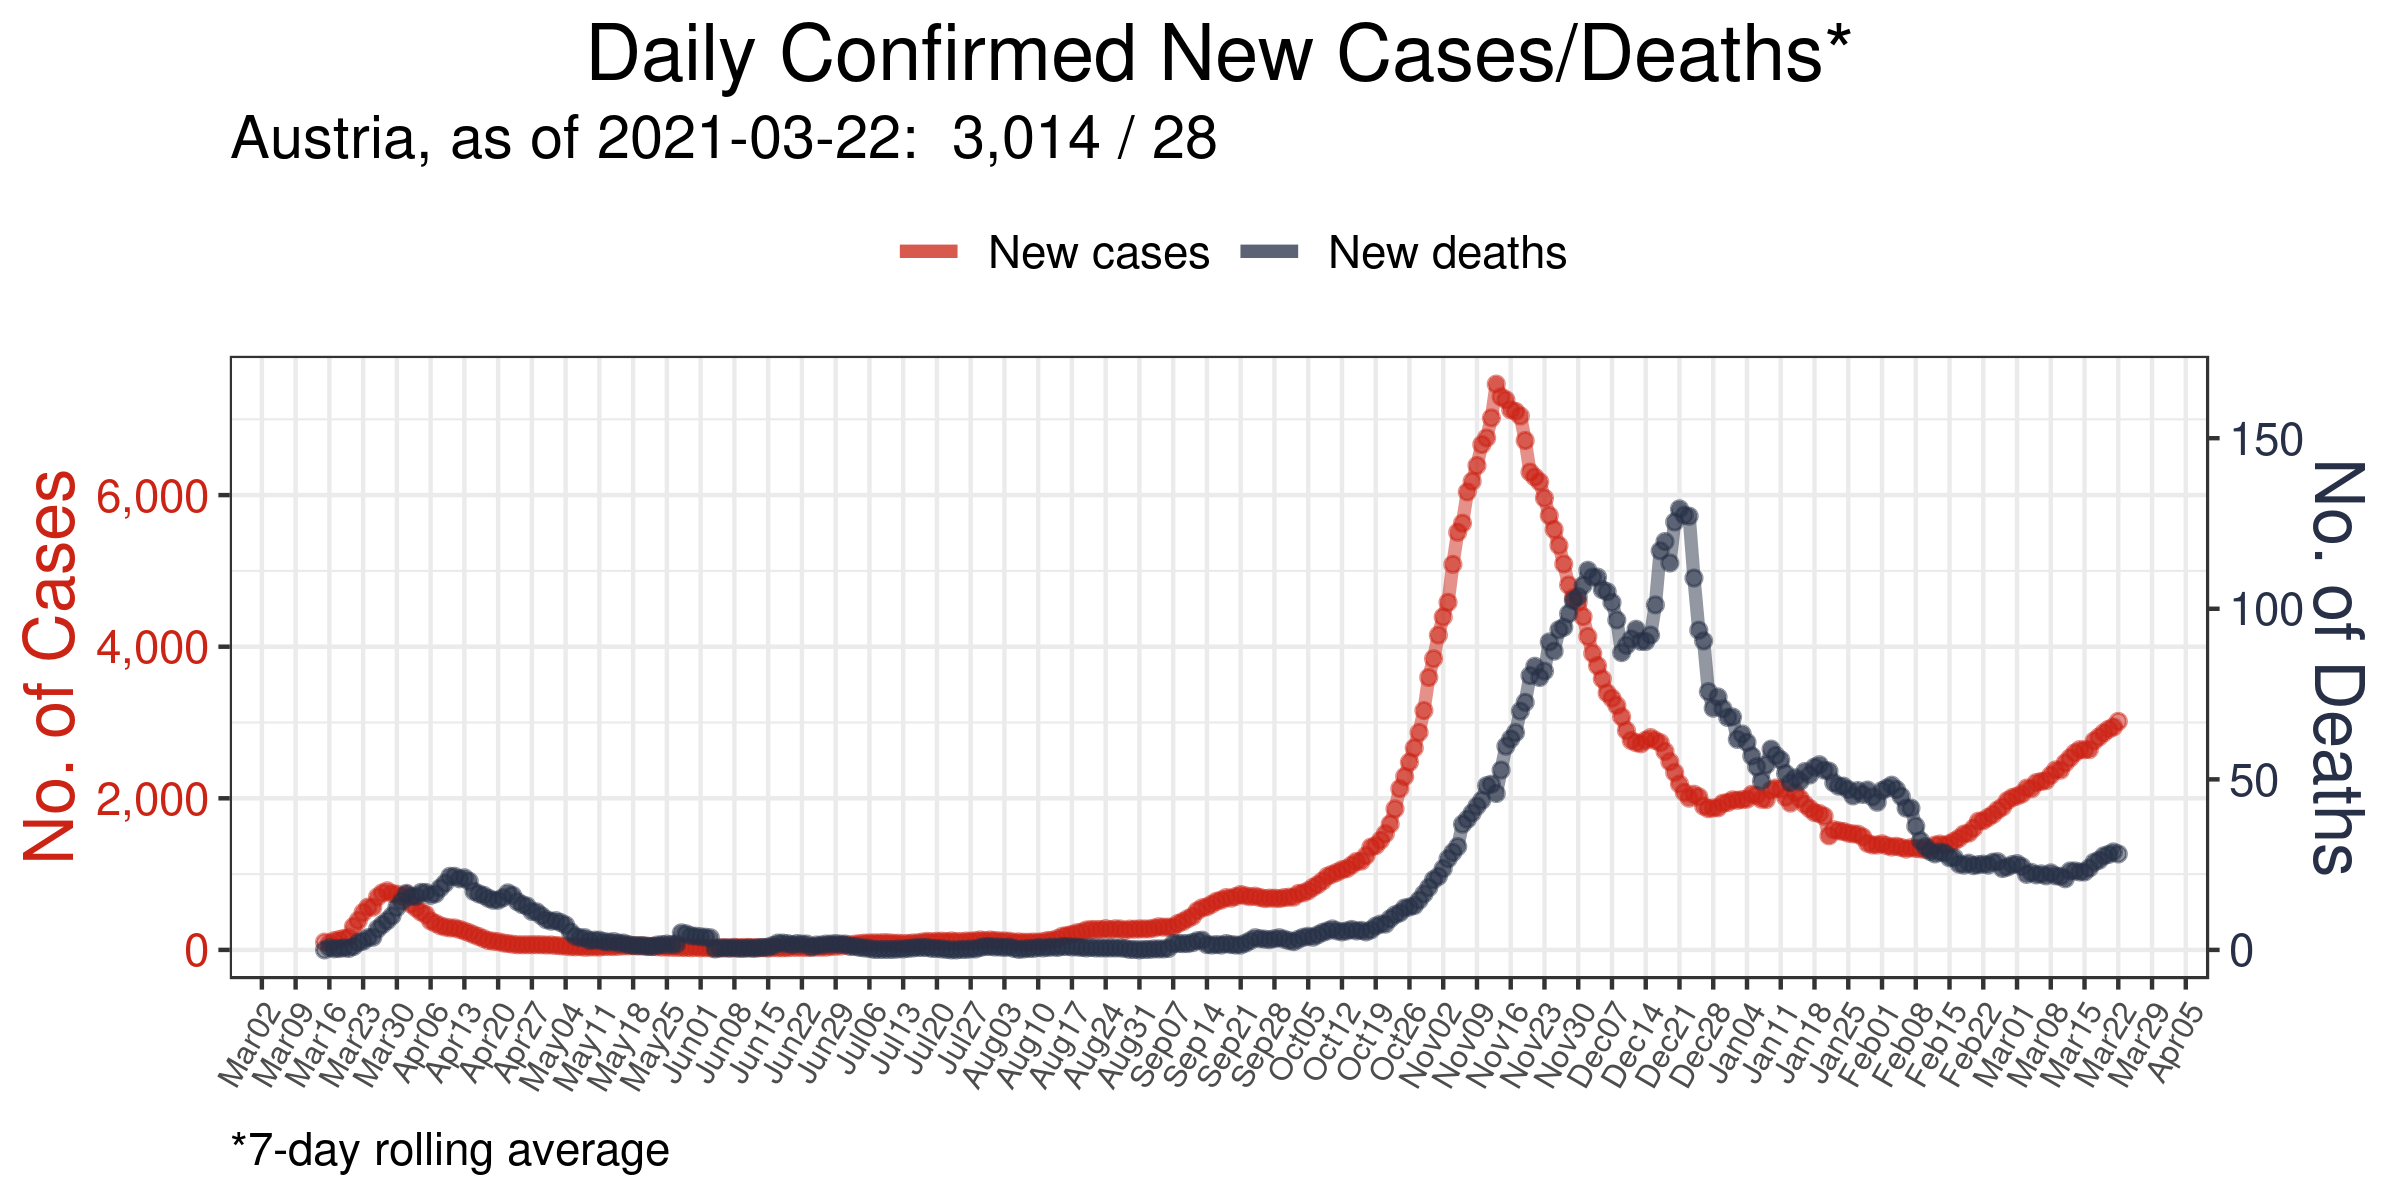 Daily Confirmed New Cases/Deaths*
Austria, as of 2021-03-22:  3,014 / 28
New cases
New deaths
No. of Cases
6,000
4,000
2,000
0
150
100
50
0
No. of Deaths
Mar02
Mar09
Mar16
Mar23
Mar30
Apr06
Apr13
Apr20
Apr27
May04
May11
May18
May25
Jun01
Jun08
Jun15
Jun22
Jun29
Jul06
Jul13
Jul20
Jul27
Aug03
Aug10
Aug17
Aug24
Aug31
Sep07
Sep14
Sep21
Sep28
Oct05
Oct12
Oct19
Oct26
Nov02
Nov09
Nov16
Nov23
Nov30
Dec07
Dec14
Dec21
Dec28
Jan04
Jan11
Jan18
Jan25
Feb01
Feb08
Feb15
Feb22
Mar01
Mar08
Mar15
Mar22
Mar29
Apr05
*7-day rolling average